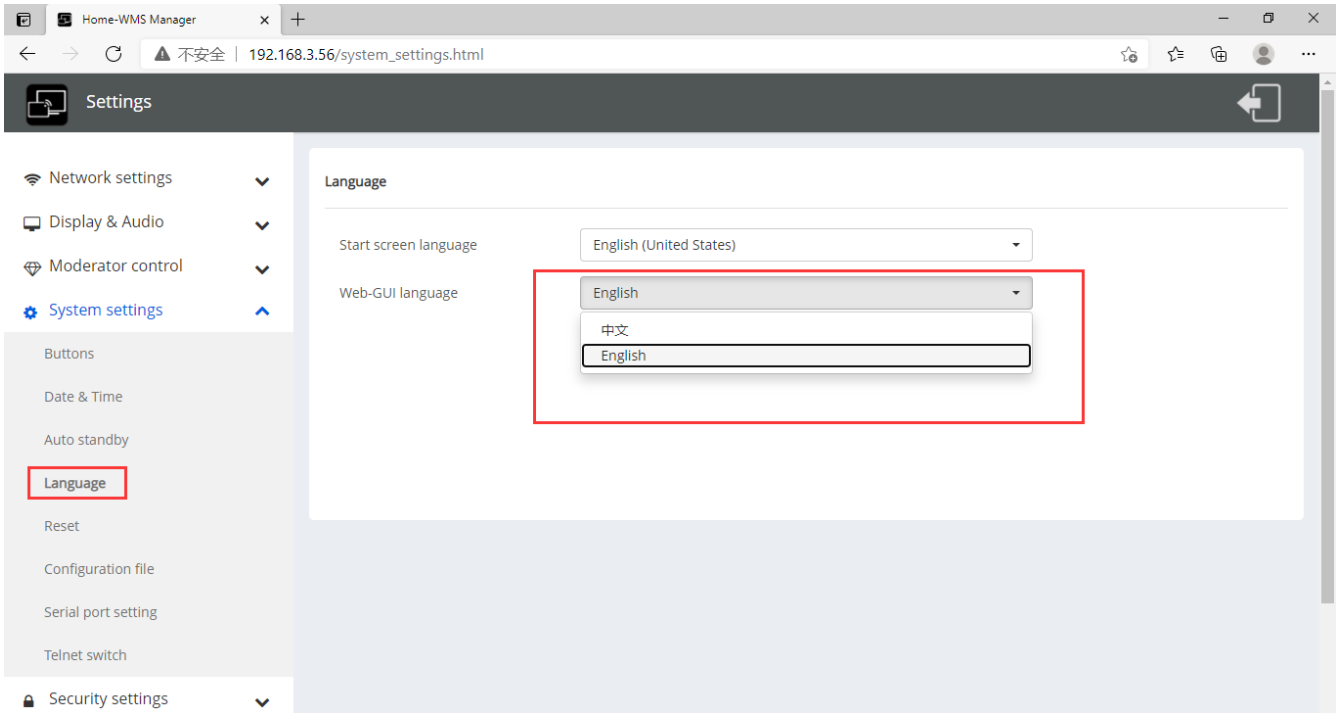 Home-WMS Manager
不安全 | 192.168.3.56/system_settings.html
Settings
Network settings
Display & Audio
Moderator control
System settings
Buttons
Date & Time
Auto standby
Language
Reset
Configuration file
Serial port setting
Telnet switch
Security settings
Language
Start screen language
English (United States)
Web-GUI language
English
中文
English